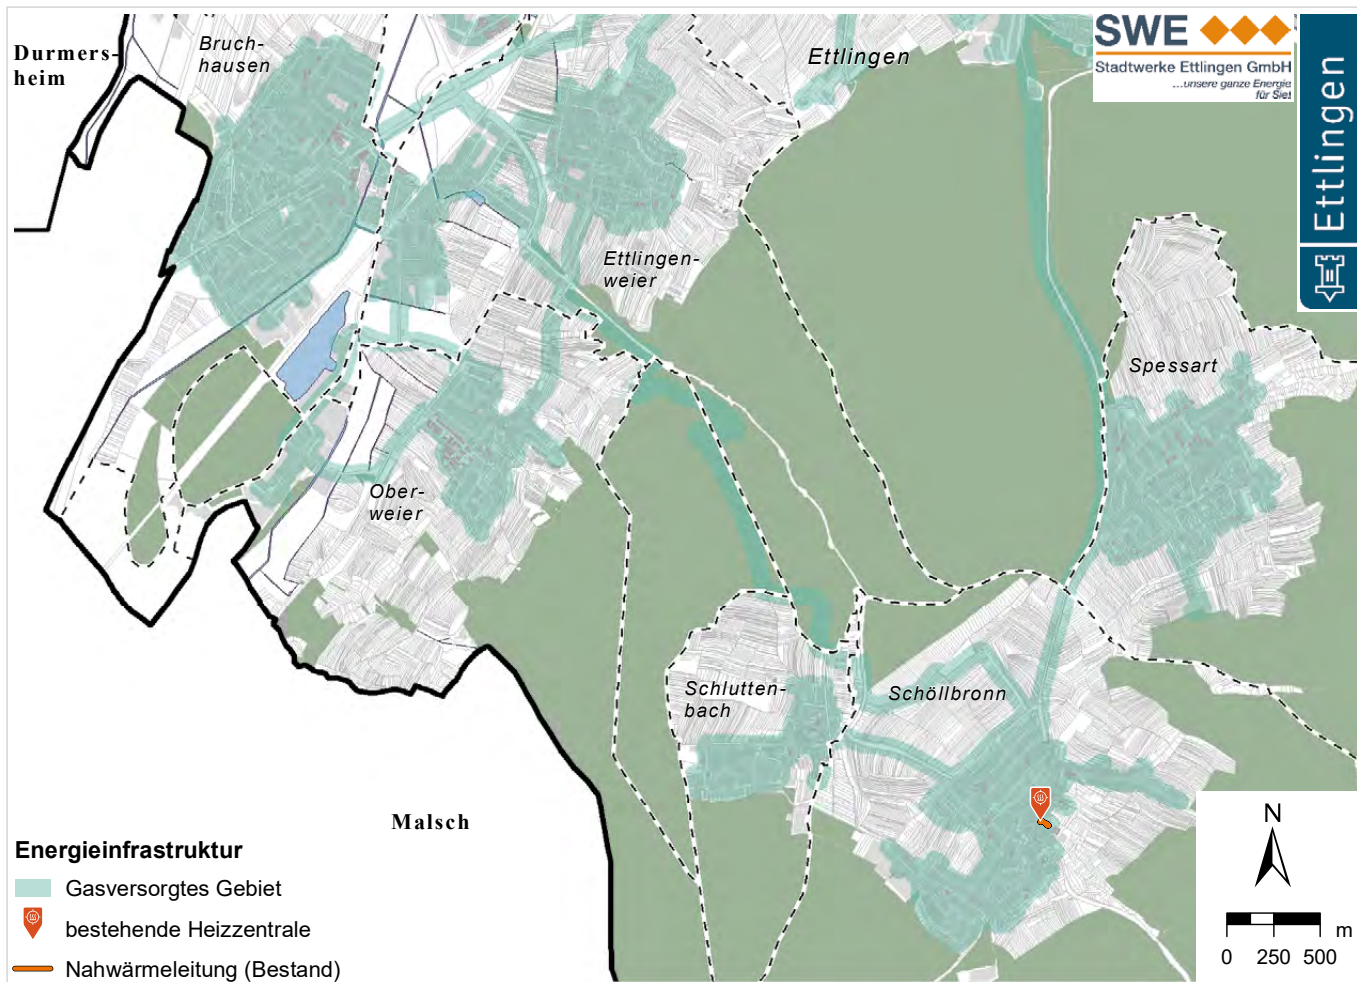 Durmers-
heim
Bruch-
hausen
Ettlingen
SWE
Stadtwerke Ettlingen GmbH
...unsere ganze Energie
für Sie!
Ettlingen
Ettlingen-
weier
Spessart
Ober-
weier
Schlutten-
bach
Schöllbronn
Malsch
Energieinfrastruktur
Gasversorgtes Gebiet
bestehende Heizzentrale
Nahwärmeleitung (Bestand)
N
m
0 250 500